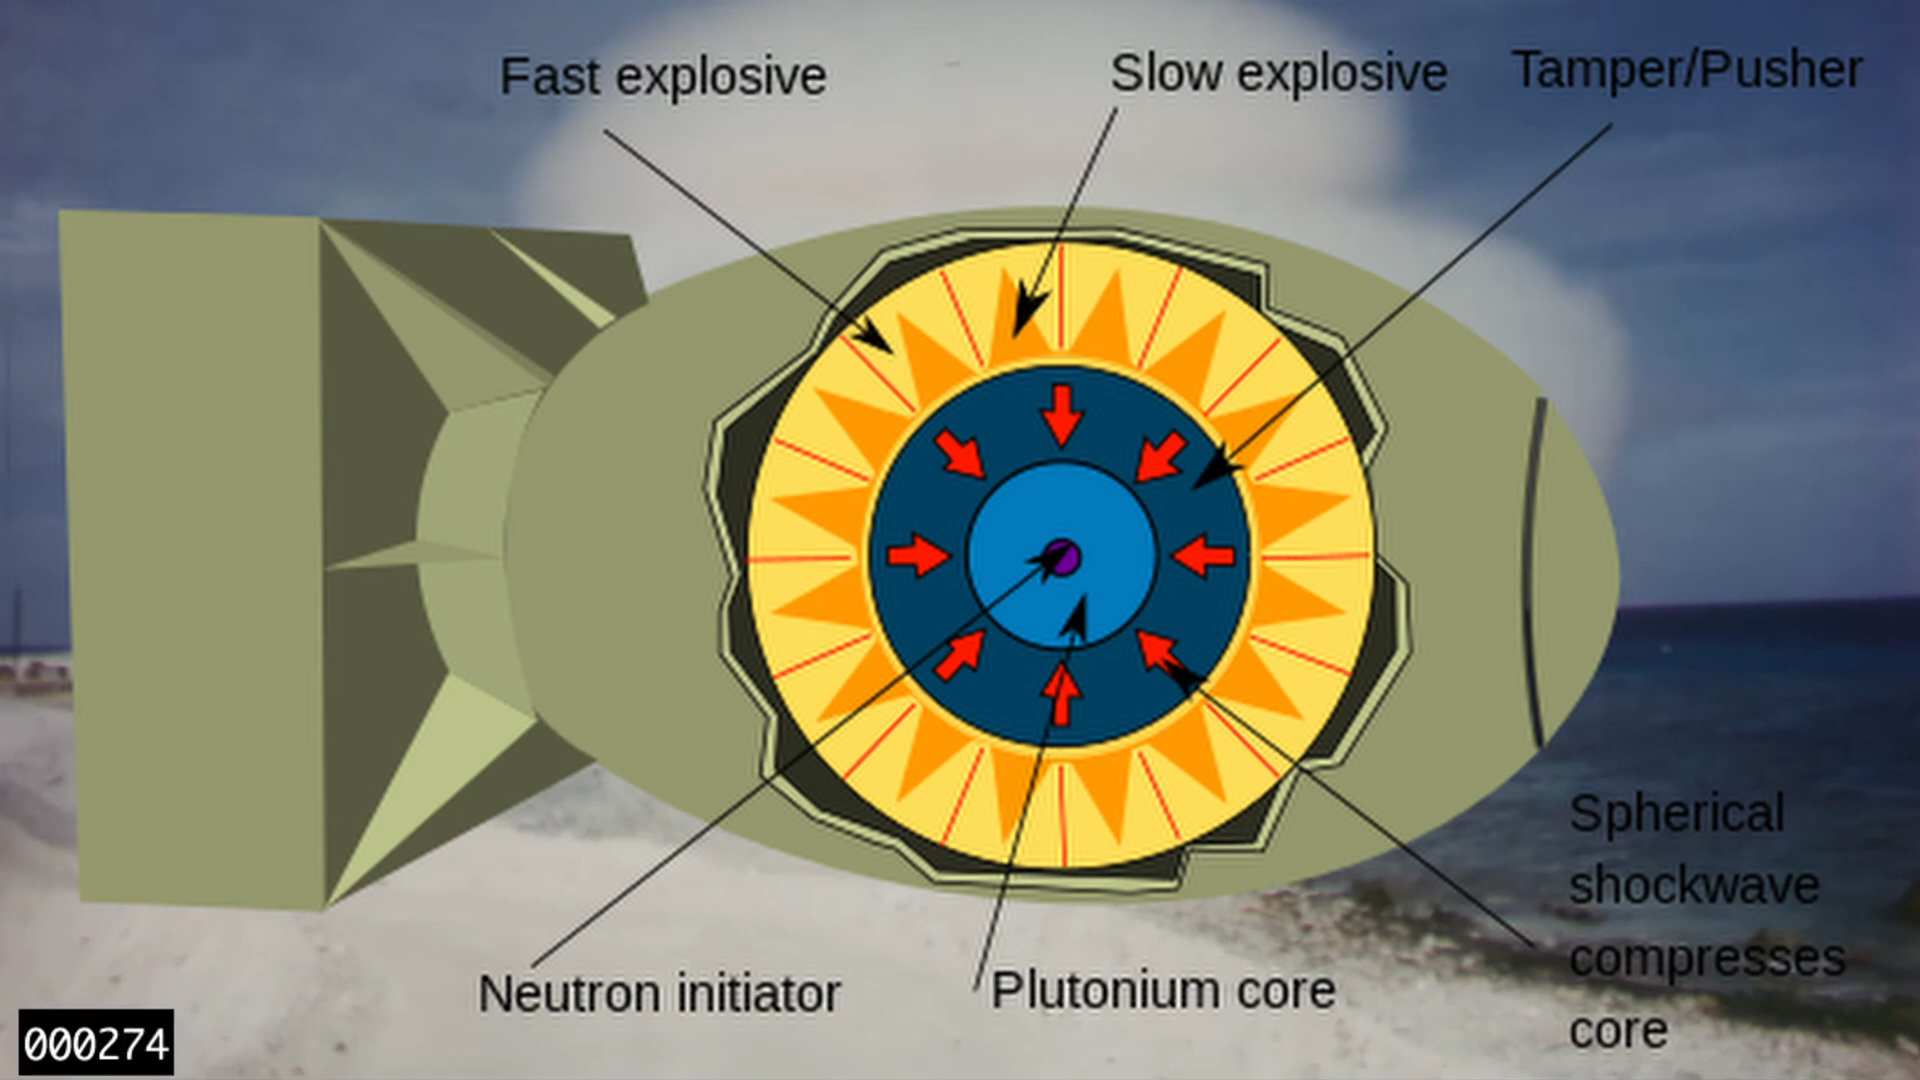 Fast explosive
Slow explosive
Tamper/Pusher
Neutron initiator
Plutonium core
Spherical
shockwave
compresses
core
000274